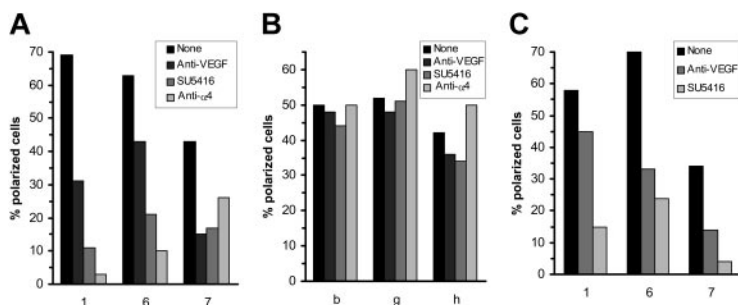 A
% polarized cells
70
60
50
40
30
20
10
0
None
Anti-VEGF
SU5416
Anti-α4
1 6 7
B
% polarized cells
60
50
40
30
20
10
0
None
Anti-VEGF
SU5416
Anti-α4
b g h
C
% polarized cells
70
60
50
40
30
20
10
0
None
Anti-VEGF
SU5416
1 6 7